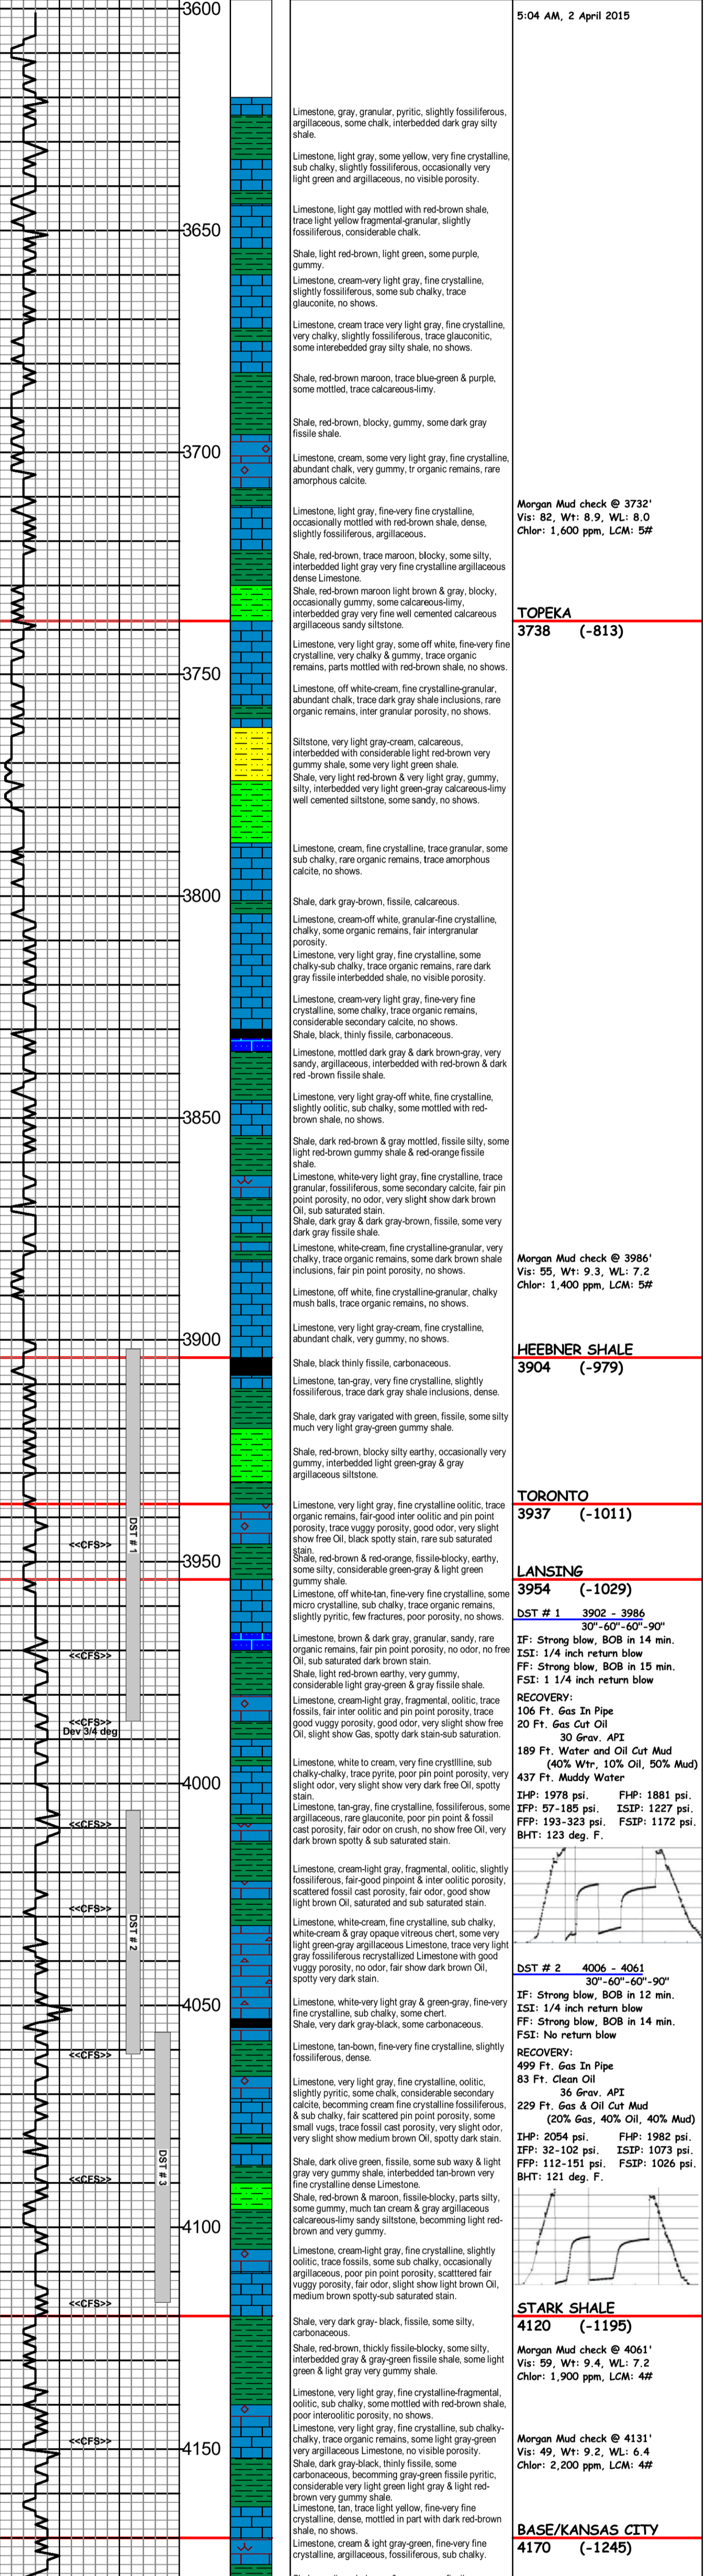 3600
3650
3700
3750
3800
3850
3900
3950
4000
4050
4100
4150
<<CFS>>
<<CFS>>
<<CFS>>
Dev 3/4 deg
<<CFS>>
<<CFS>>
<<CFS>>
<<CFS>>
<<CFS>>
<<CFS>>
DST # 1
DST # 2
DST # 3
Limestone, gray, granular, pyritic, slightly fossiliferous,
argillaceous, some chalk, interbedded dark gray silty
shale.
Limestone, light gray, some yellow, very fine crystalline,
sub chalky, slightly fossiliferous, occasionally very
light green and argillaceous, no visible porosity.
Limestone, light gay mottled with red-brown shale,
trace light yellow fragmental-granular, slightly
fossiliferous, considerable chalk.
Shale, light red-brown, light green, some purple,
gummy.
Limestone, cream-very light gray, fine crystalline,
slightly fossiliferous, some sub chalky, trace
glauconite, no shows.
Limestone, cream trace very light gray, fine crystalline,
very chalky, slightly fossiliferous, trace glauconitic,
some interebedded gray silty shale, no shows.
Shale, red-brown maroon, trace blue-green & purple,
some mottled, trace calcareous-limy.
Shale, red-brown, blocky, gummy, some dark gray
fissile shale.
Limestone, cream, some very light gray, fine crystalline,
abundant chalk, very gummy, tr organic remains, rare
amorphous calcite.
Limestone, light gray, fine-very fine crystalline,
occasionally mottled with red-brown shale, dense,
slightly fossiliferous, argillaceous.
Shale, red-brown, trace maroon, blocky, some silty,
interbedded light gray very fine crystalline argillaceous
dense Limestone.
Shale, red-brown maroon light brown & gray, blocky,
occasionally gummy, some calcareous-limy,
interbedded gray very fine well cemented calcareous
argillaceous sandy siltstone.
Limestone, very light gray, some off white, fine-very fine
crystalline, very chalky & gummy, trace organic
remains, parts mottled with red-brown shale, no shows.
Limestone, off white-cream, fine crystalline-granular,
abundant chalk, trace dark gray shale inclusions, rare
organic remains, inter granular porosity, no shows.
Siltstone, very light gray-cream, calcareous,
interbedded with considerable light red-brown very
gummy shale, some very light green shale.
Shale, very light red-brown & very light gray, gummy,
silty, interbedded very light green-gray calcareous-limy
well cemented siltstone, some sandy, no shows.
Limestone, cream, fine crystalline, trace granular, some
sub chalky, rare organic remains, trace amorphous
calcite, no shows.
Shale, dark gray-brown, fissile, calcareous.
Limestone, cream-off white, granular-fine crystalline,
chalky, some organic remains, fair intergranular
porosity.
Limestone, very light gray, fine crystalline, some
chalky-sub chalky, trace organic remains, rare dark
gray fissile interbedded shale, no visible porosity.
Limestone, cream-very light gray, fine-very fine
crystalline, some chalky, trace organic remains,
considerable secondary calcite, no shows.
Shale, black, thinly fissile, carbonaceous.
Limestone, mottled dark gray & dark brown-gray, very
sandy, argillaceous, interbedded with red-brown & dark
red -brown fissile shale.
Limestone, very light gray-off white, fine crystalline,
slightly oolitic, sub chalky, some mottled with red-
brown shale, no shows.
Shale, dark red-brown & gray mottled, fissile silty, some
light red-brown gummy shale & red-orange fissile
shale.
Limestone, white-very light gray, fine crystalline, trace
granular, fossiliferous, some secondary calcite, fair pin
point porosity, no odor, very slight show dark brown
Oil, sub saturated stain.
Shale, dark gray & dark gray-brown, fissile, some very
dark gray fissile shale.
Limestone, white-cream, fine crystalline-granular, very
chalky, trace organic remains, some dark brown shale
inclusions, fair pin point porosity, no shows.
Limestone, off white, fine crystalline-granular, chalky
mush balls, trace organic remains, no shows.
Limestone, very light gray-cream, fine crystalline,
abundant chalk, very gummy, no shows.
Shale, black thinly fissile, carbonaceous.
Limestone, tan-gray, very fine crystalline, slightly
fossiliferous, trace dark gray shale inclusions, dense.
Shale, dark gray varigated with green, fissile, some silty
much very light gray-green gummy shale.
Shale, red-brown, blocky silty earthy, occasionally very
gummy, interbedded light green-gray & gray
argillaceous siltstone.
Limestone, very light gray, fine crystalline oolitic, trace
organic remains, fair-good inter oolitic and pin point
porosity, trace vuggy porosity, good odor, very slight
show free Oil, black spotty stain, rare sub saturated
stain.
Shale, red-brown & red-orange, fissile-blocky, earthy,
some silty, considerable green-gray & light green
gummy shale.
Limestone, off white-tan, fine-very fine crystalline, some
micro crystalline, sub chalky, trace organic remains,
slightly pyritic, few fractures, poor porosity, no shows.
Limestone, brown & dark gray, granular, sandy, rare
organic remains, fair pin point porosity, no odor, no free
Oil, sub saturated dark brown stain.
Shale, light red-brown earthy, very gummy,
considerable light gray-green & gray fissile shale.
Limestone, cream-light gray, fragmental, oolitic, trace
fossils, fair inter oolitic and pin point porosity, trace
good vuggy porosity, good odor, very slight show free
Oil, slight show Gas, spotty dark stain-sub saturation.
Limestone, white to cream, very fine crystlline, sub
chalky-chalky, trace pyrite, poor pin point porosity, very
slight odor, very slight show very dark free Oil, spotty
stain.
Limestone, tan-gray, fine crystalline, fossiliferous, some
argillaceous, rare glauconite, poor pin point & fossil
cast porosity, fair odor on crush, no show free Oil, very
dark brown spotty & sub saturated stain.
Limestone, cream-light gray, fragmental, oolitic, slightly
fossiliferous, fair-good pinpoint & inter oolitic porosity,
scattered fossil cast porosity, fair odor, good show
light brown Oil, saturated and sub saturated stain.
Limestone, white-cream, fine crystalline, sub chalky,
white-cream & gray opaque vitreous chert, some very
light green-gray argillaceous Limestone, trace very light
gray fossiliferous recrystallized Limestone with good
vuggy porosity, no odor, fair show dark brown Oil,
spotty very dark stain.
Limestone, white-very light gray & green-gray, fine-very
fine crystalline, sub chalky, some chert.
Shale, very dark gray-black, some carbonaceous.
Limestone, tan-bown, fine-very fine crystalline, slightly
fossiliferous, dense.
Limestone, very light gray, fine crystalline, oolitic,
slightly pyritic, some chalk, considerable secondary
calcite, becomming cream fine crystalline fossiliferous,
& sub chalky, fair scattered pin point porosity, some
small vugs, trace fossil cast porosity, very slight odor,
very slight show medium brown Oil, spotty dark stain.
Shale, dark olive green, fissile, some sub waxy & light
gray very gummy shale, interbedded tan-brown very
fine crystalline dense Limestone.
Shale, red-brown & maroon, fissile-blocky, parts silty,
some gummy, much tan cream & gray argillaceous
calcareous-limy sandy siltstone, becomming light red-
brown and very gummy.
Limestone, cream-light gray, fine crystalline, slightly
oolitic, trace fossils, some sub chalky, occasionally
argillaceous, poor pin point porosity, scattered fair
vuggy porosity, fair odor, slight show light brown Oil,
medium brown spotty-sub saturated stain.
Shale, very dark gray- black, fissile, some silty,
carbonaceous.
Shale, red-brown, thickly fissile-blocky, some silty,
interbedded gray & gray-green fissile shale, some light
green & light gray very gummy shale.
Limestone, very light gray, fine crystalline-fragmental,
oolitic, sub chalky, some mottled with red-brown shale,
poor interoolitic porosity, no shows.
Limestone, very light gray, fine crystalline, sub chalky-
chalky, trace organic remains, some light gray-green
very argillaceous Limestone, no visible porosity.
Shale, dark gray-black, thinly fissile, some
carbonaceous, becomming gray-green fissile pyritic,
considerable very light green light gray & light red-
brown very gummy shale.
Limestone, tan, trace light yellow, fine-very fine
crystalline, dense, mottled in part with dark red-brown
shale, no shows.
Limestone, cream & ight gray-green, fine-very fine
crystalline, argillaceous, fossiliferous, sub chalky.
5:04 AM, 2 April 2015
Morgan Mud check @ 3732'
Vis: 82, Wt: 8.9, WL: 8.0
Chlor: 1,600 ppm, LCM: 5#
TOPEKA
3738 (-813)
Morgan Mud check @ 3986'
Vis: 55, Wt: 9.3, WL: 7.2
Chlor: 1,400 ppm, LCM: 5#
HEEBNER SHALE
3904 (-979)
TORONTO
3937 (-1011)
LANSING
3954 (-1029)
DST # 1 3902 - 3986
30"-60"-60"-90"
IF: Strong blow, BOB in 14 min.
ISI: 1/4 inch return blow
FF: Strong blow, BOB in 15 min.
FSI: 1 1/4 inch return blow
RECOVERY:
106 Ft. Gas In Pipe
20 Ft. Gas Cut Oil
30 Grav. API
189 Ft. Water and Oil Cut Mud
(40% Wtr, 10% Oil, 50% Mud)
437 Ft. Muddy Water
IHP: 1978 psi. FHP: 1881 psi.
IFP: 57-185 psi. ISIP: 1227 psi.
FFP: 193-323 psi. FSIP: 1172 psi.
BHT: 123 deg. F.
DST # 2 4006 - 4061
30"-60"-60"-90"
IF: Strong blow, BOB in 12 min.
ISI: 1/4 inch return blow
FF: Strong blow, BOB in 14 min.
FSI: No return blow
RECOVERY:
499 Ft. Gas In Pipe
83 Ft. Clean Oil
36 Grav. API
229 Ft. Gas & Oil Cut Mud
(20% Gas, 40% Oil, 40% Mud)
IHP: 2054 psi. FHP: 1982 psi.
IFP: 32-102 psi. ISIP: 1073 psi.
FFP: 112-151 psi. FSIP: 1026 psi.
BHT: 121 deg. F.
STARK SHALE
4120 (-1195)
Morgan Mud check @ 4061'
Vis: 59, Wt: 9.4, WL: 7.2
Chlor: 1,900 ppm, LCM: 4#
Morgan Mud check @ 4131'
Vis: 49, Wt: 9.2, WL: 6.4
Chlor: 2,200 ppm, LCM: 4#
BASE/KANSAS CITY
4170 (-1245)